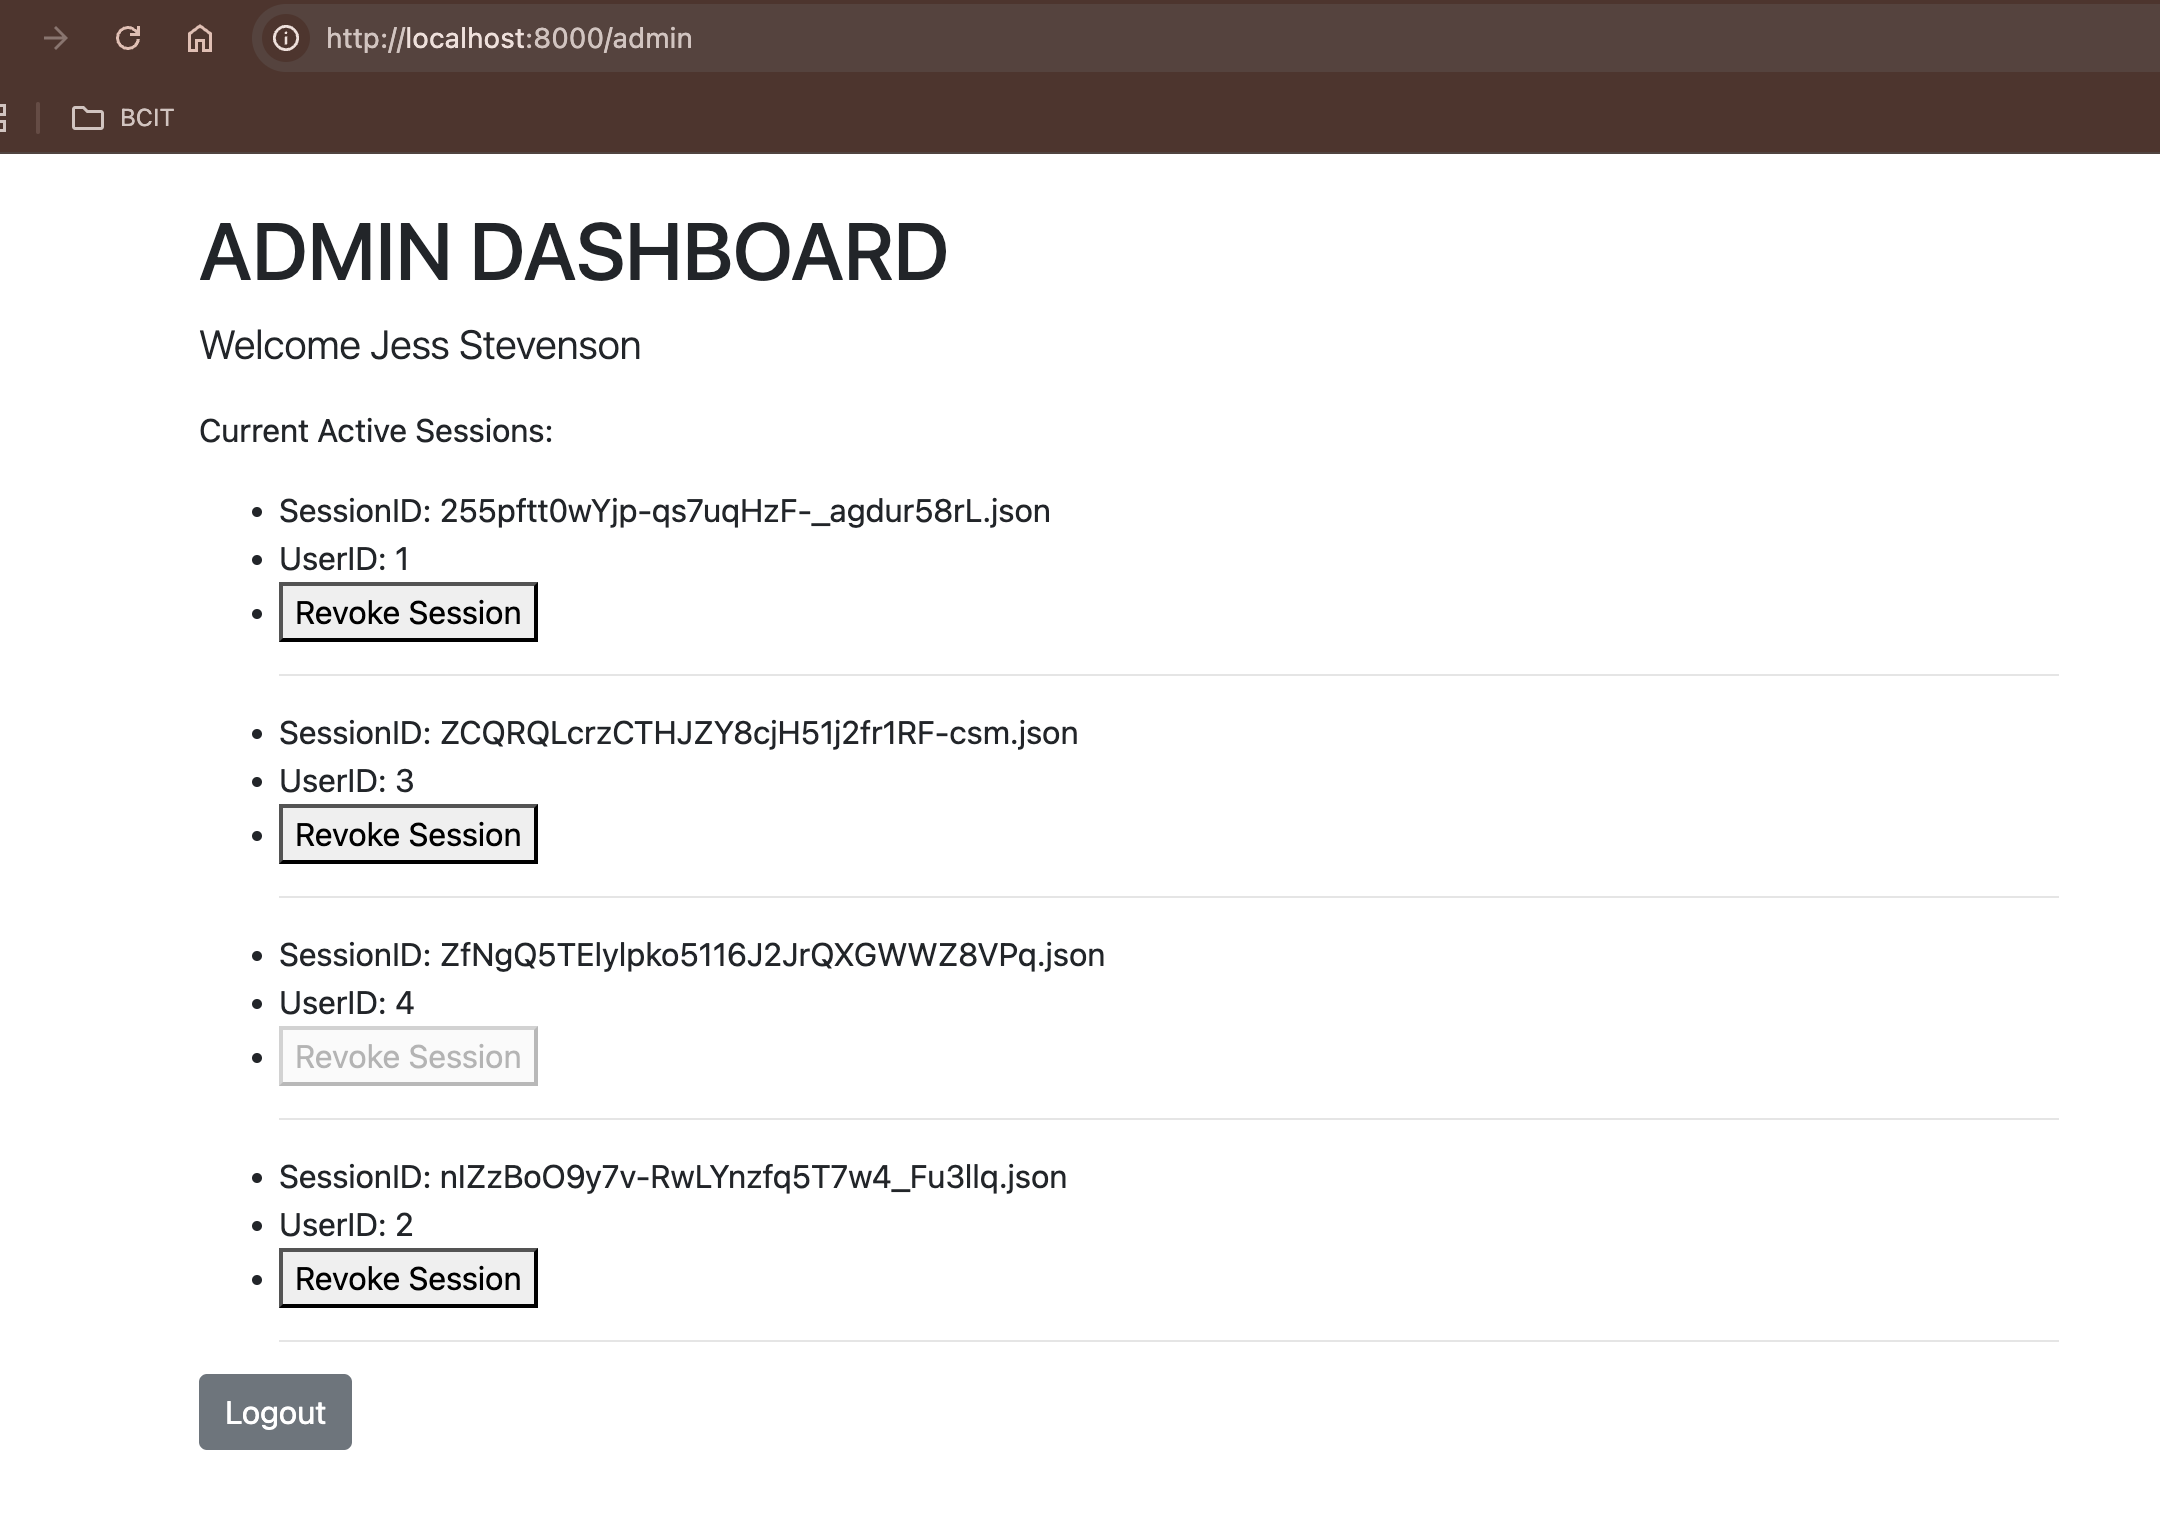 http://localhost:8000/admin
BCIT
ADMIN DASHBOARD
Welcome Jess Stevenson
Current Active Sessions:
SessionID: 255pftt0wYjp-qs7uqHzF-_agdur58rL.json
UserID: 1
Revoke Session
SessionID: ZCQRQLcrzCTHJZY8cjH51j2fr1RF-csm.json
UserID: 3
Revoke Session
SessionID: ZfNgQ5TElylpko5116J2JrQXGWWZ8VPq.json
UserID: 4
Revoke Session
SessionID: nIZzBoO9y7v-RwLYnzfq5T7w4_Fu3llq.json
UserID: 2
Revoke Session
Logout